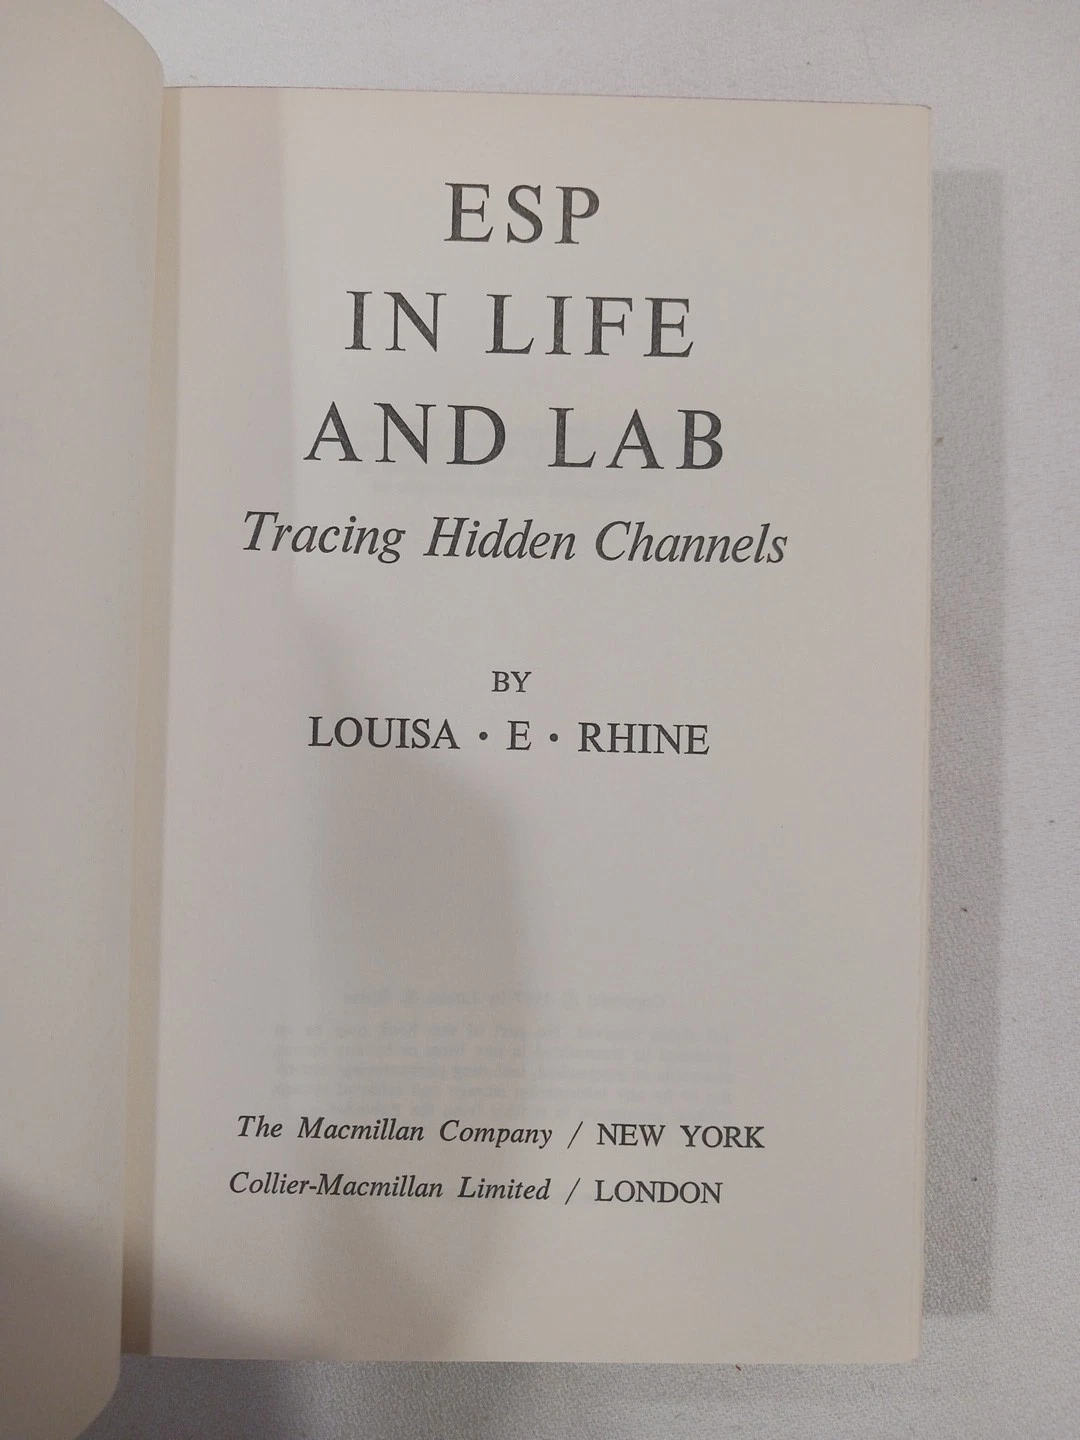 ESP
IN LIFE
AND LAB
Tracing Hidden Channels
BY
LOUISA • E • RHINE
The Macmillan Company / NEW YORK
Collier-Macmillan Limited / LONDON